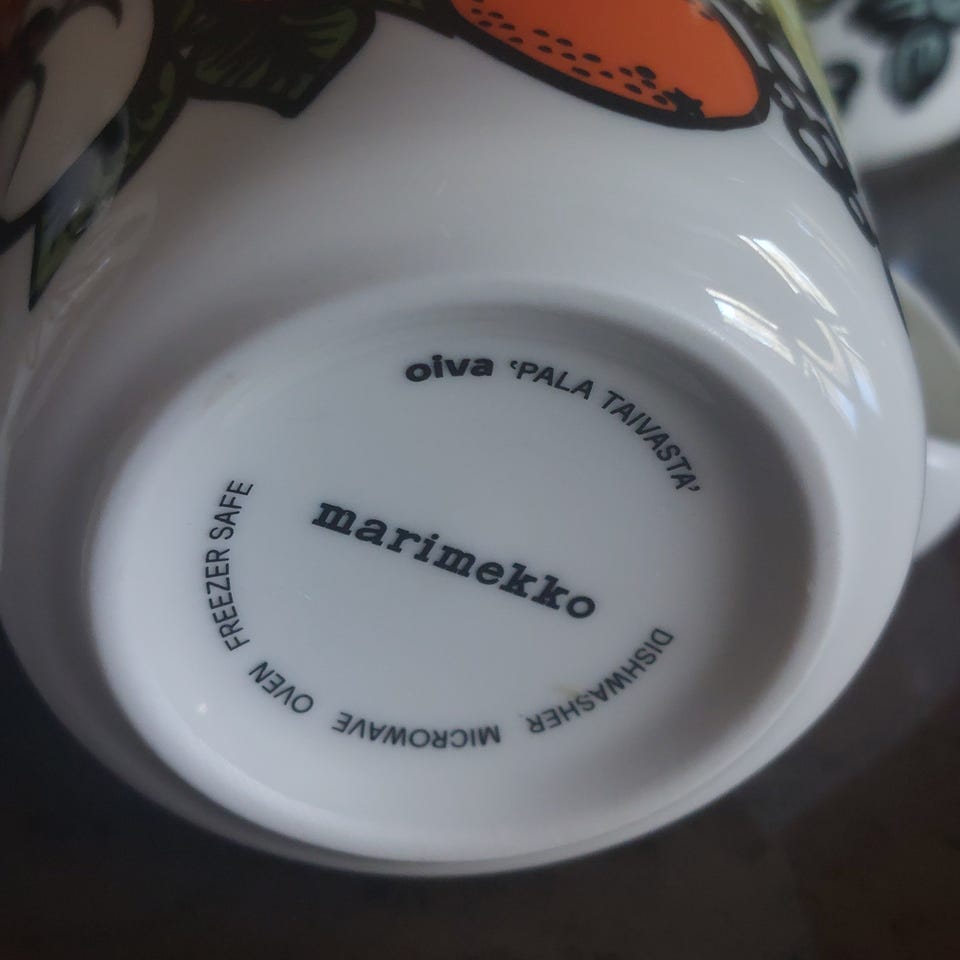 oiva ‘PALA TAIVASTA’
marimekko
DISHWASHER MICROWAVE OVEN FREEZER SAFE